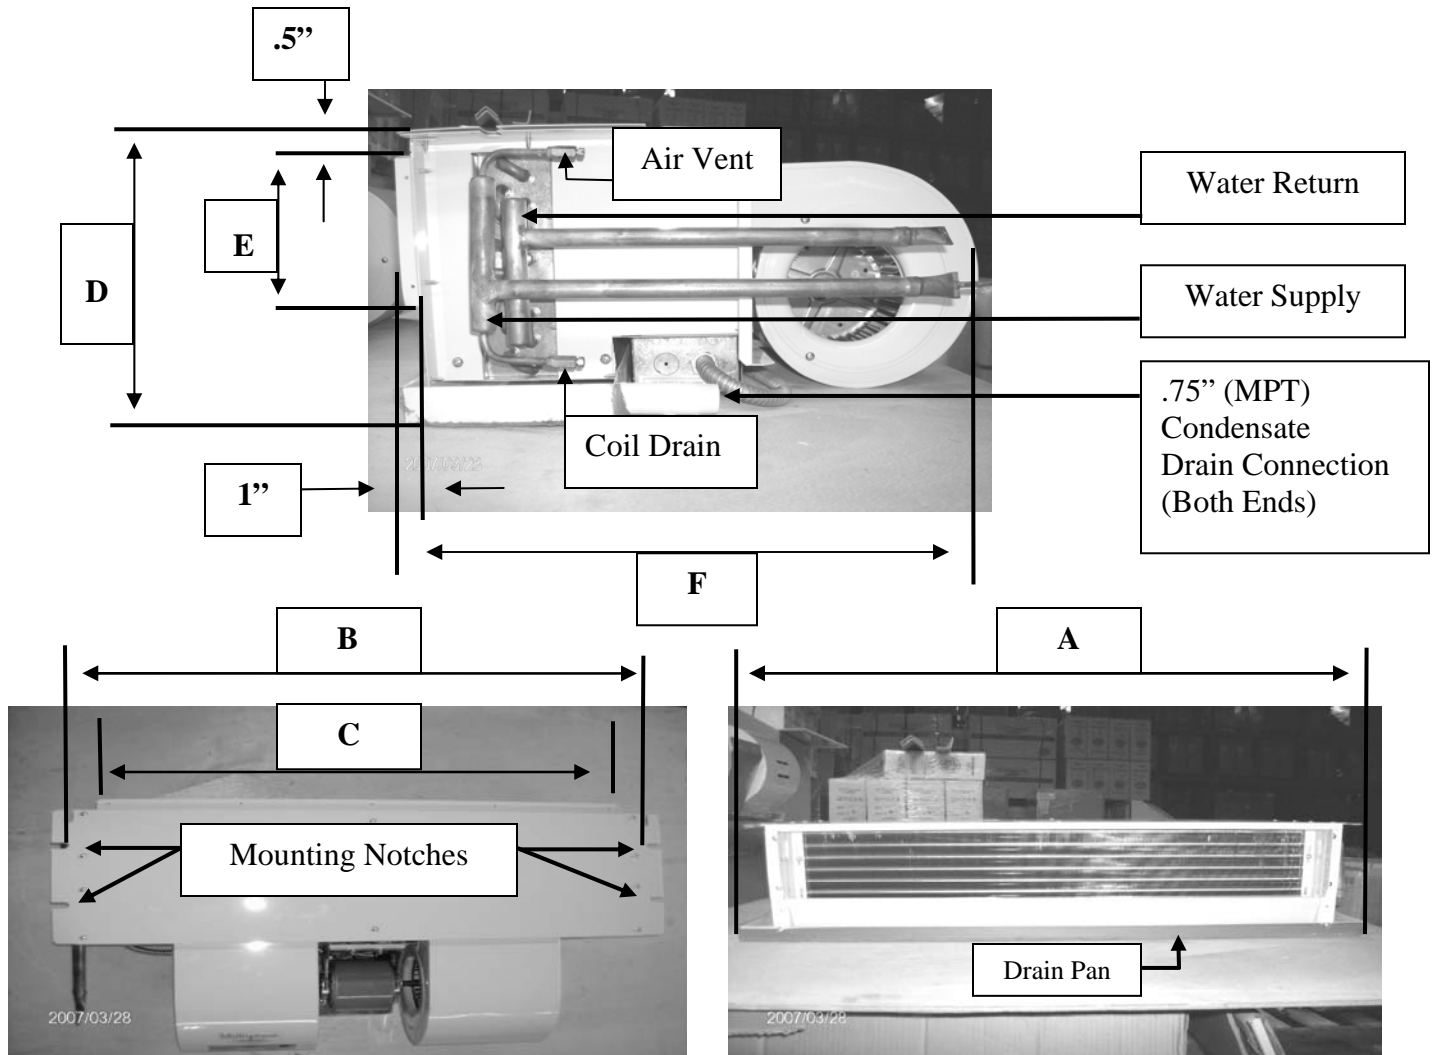 .5”
Air Vent
Water Return
E
D
Water Supply
.75” (MPT)
Condensate
Drain Connection
(Both Ends)
Coil Drain
1”
F
B
A
C
Mounting Notches
Drain Pan
2007/03/28
2007/03/28